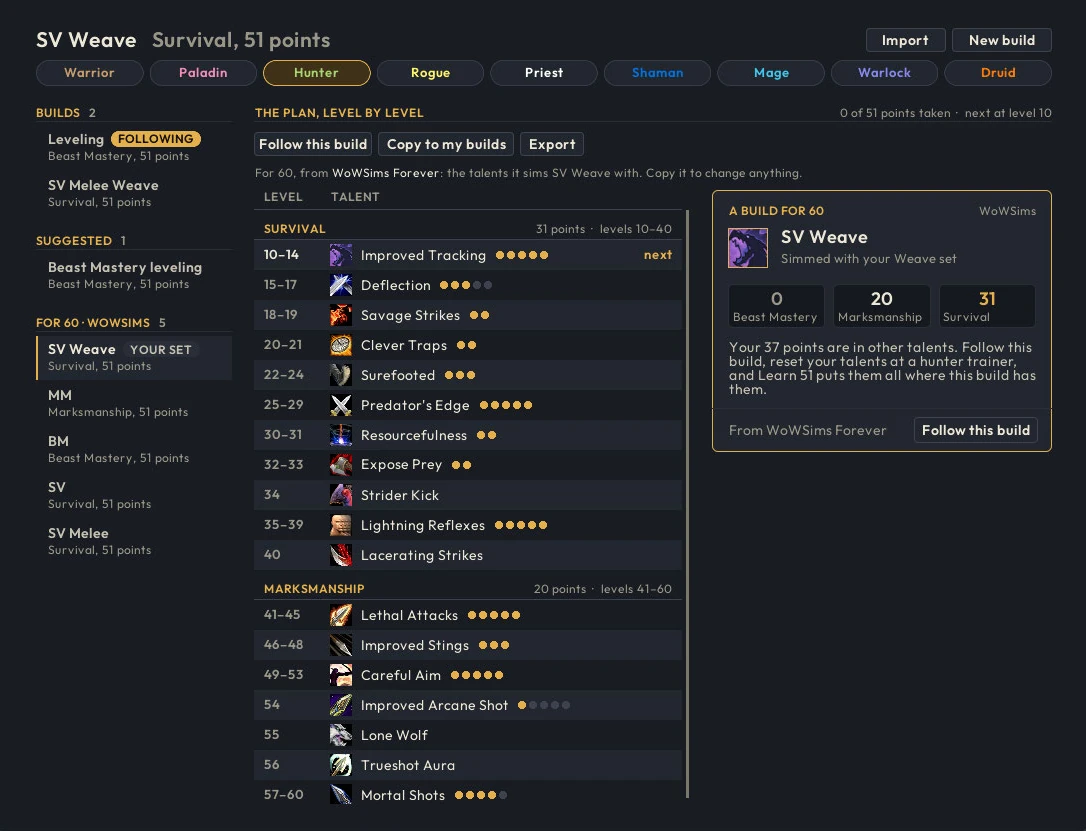 SV Weave Survival, 51 points
Import New build
Warrior Paladin Hunter Rogue Priest Shaman Mage Warlock Druid
BUILDS 2
Leveling FOLLOWING
Beast Mastery, 51 points
SV Melee Weave
Survival, 51 points
SUGGESTED 1
Beast Mastery leveling
Beast Mastery, 51 points
FOR 60 · WOWSIMS 5
SV Weave YOUR SET
Survival, 51 points
MM
Marksmanship, 51 points
BM
Beast Mastery, 51 points
SV
Survival, 51 points
SV Melee
Survival, 51 points
THE PLAN, LEVEL BY LEVEL
0 of 51 points taken · next at level 10
Follow this build Copy to my builds Export
For 60, from WoWSims Forever: the talents it sims SV Weave with. Copy it to change anything.
LEVEL TALENT
SURVIVAL 31 points · levels 10–40
10–14 Improved Tracking next
15–17 Deflection
18–19 Savage Strikes
20–21 Clever Traps
22–24 Surefooted
25–29 Predator's Edge
30–31 Resourcefulness
32–33 Expose Prey
34 Strider Kick
35–39 Lightning Reflexes
40 Lacerating Strikes
MARKSMANSHIP 20 points · levels 41–60
41–45 Lethal Attacks
46–48 Improved Stings
49–53 Careful Aim
54 Improved Arcane Shot
55 Lone Wolf
56 Trueshot Aura
57–60 Mortal Shots
A BUILD FOR 60 WoWSims
SV Weave
Simmed with your Weave set
0 20 31
Beast Mastery Marksmanship Survival
Your 37 points are in other talents. Follow this
build, reset your talents at a hunter trainer,
and Learn 51 puts them all where this build has
them.
From WoWSims Forever Follow this build